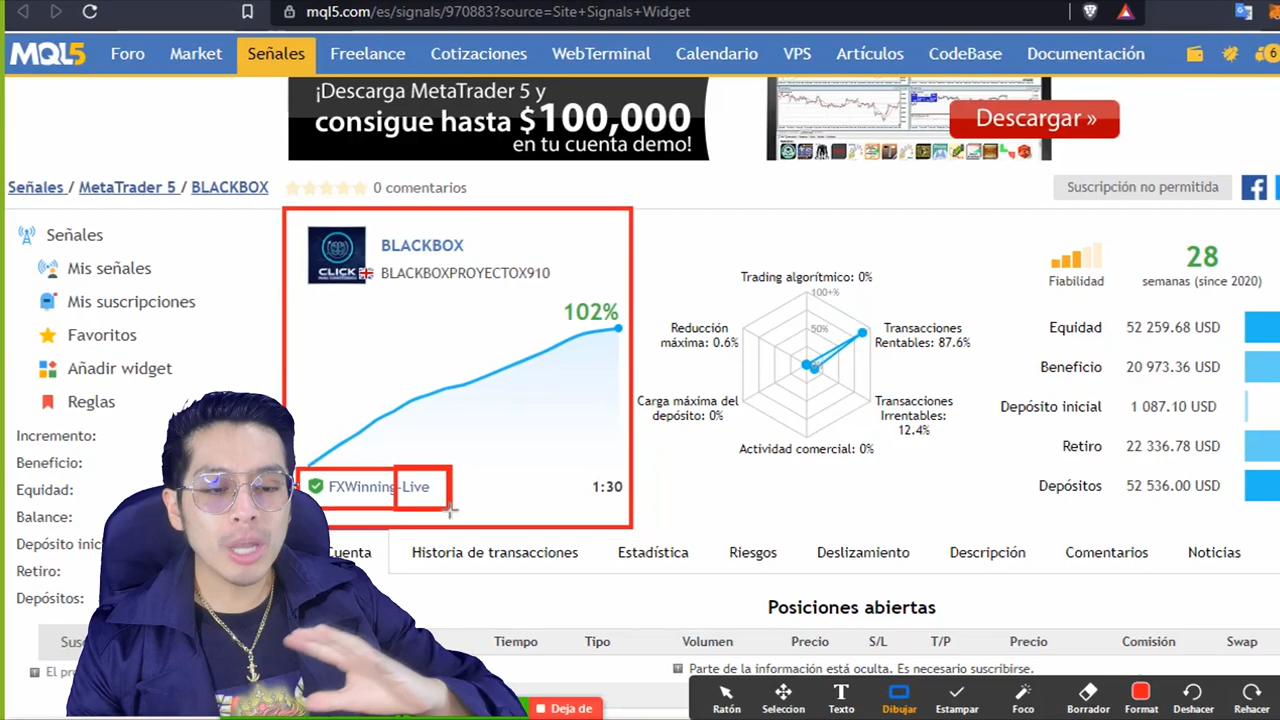 mql5.com/es/signals/970883?source=Site+Signals+Widget
MQL5 Foro Market Señales Freelance Cotizaciones WebTerminal Calendario VPS Artículos CodeBase Documentación 6
¡Descarga MetaTrader 5 y
consigue hasta $100,000
en tu cuenta demo!
Descargar »
Señales / MetaTrader 5 / BLACKBOX 0 comentarios
Suscripción no permitida
Señales
Mis señales
Mis suscripciones
Favoritos
Añadir widget
Reglas
Incremento:
Beneficio:
Equidad:
Balance:
Depósito inic
Retiro:
Depósitos:
Susc
El pr
BLACKBOX
CLICK
BLACKBOXPROYECTOX910
102%
FXWinning-Live
1:30
Trading algorítmico: 0%
100+%
50%
Reducción
máxima: 0.6%
Transacciones
Rentables: 87.6%
Carga máxima del
depósito: 0%
Transacciones
Irrentables:
12.4%
Actividad comercial: 0%
Fiabilidad
28
semanas (since 2020)
Equidad 52 259.68 USD
Beneficio 20 973.36 USD
Depósito inicial 1 087.10 USD
Retiro 22 336.78 USD
Depósitos 52 536.00 USD
Cuenta Historia de transacciones Estadística Riesgos Deslizamiento Descripción Comentarios Noticias
Posiciones abiertas
Tiempo Tipo Volumen Precio S/L T/P Precio Comisión Swap
Parte de la información está oculta. Es necesario suscribirse.
Deja de
Ratón Seleccion Texto Dibujar Estampar Foco Borrador Format Deshacer Rehacer